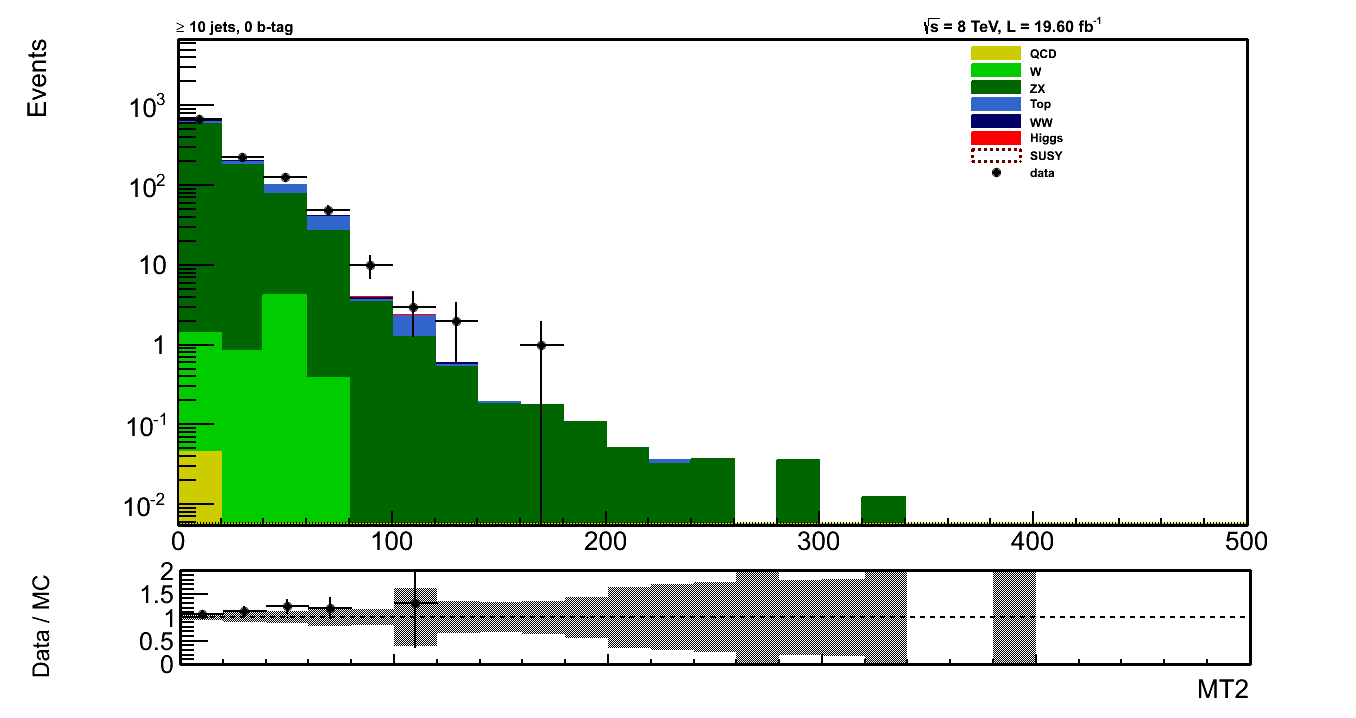 ≥ 10 jets, 0 b-tag
√s = 8 TeV, L = 19.60 fb⁻¹
Events
QCD
W
ZX
Top
WW
Higgs
SUSY
data
10³
10²
10
1
10⁻¹
10⁻²
0 100 200 300 400 500
Data / MC
2
1.5
1
0.5
0
MT2